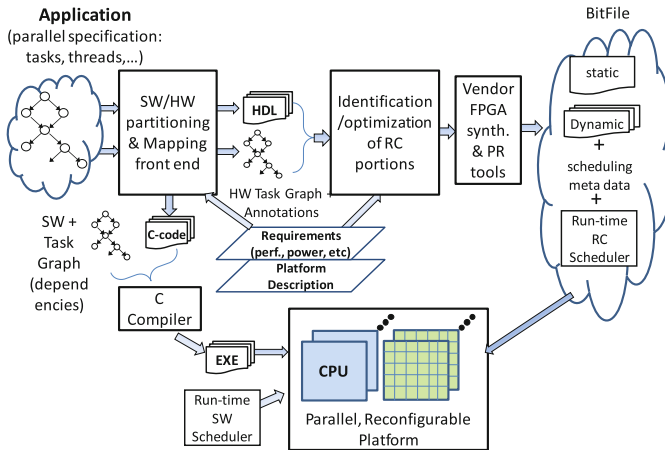 Application
(parallel specification:
tasks, threads,...)
BitFile
SW/HW
partitioning
& Mapping
front end
HDL
HW Task Graph +
Annotations
Identification
/optimization
of RC
portions
Vendor
FPGA
synth.
& PR
tools
static
Dynamic
+
scheduling
meta data
+
Run-time
RC
Scheduler
SW +
Task
Graph
(depend
encies)
C-code
Requirements
(perf., power, etc)
Platform
Description
C
Compiler
EXE
Run-time
SW
Scheduler
CPU
Parallel, Reconfigurable
Platform